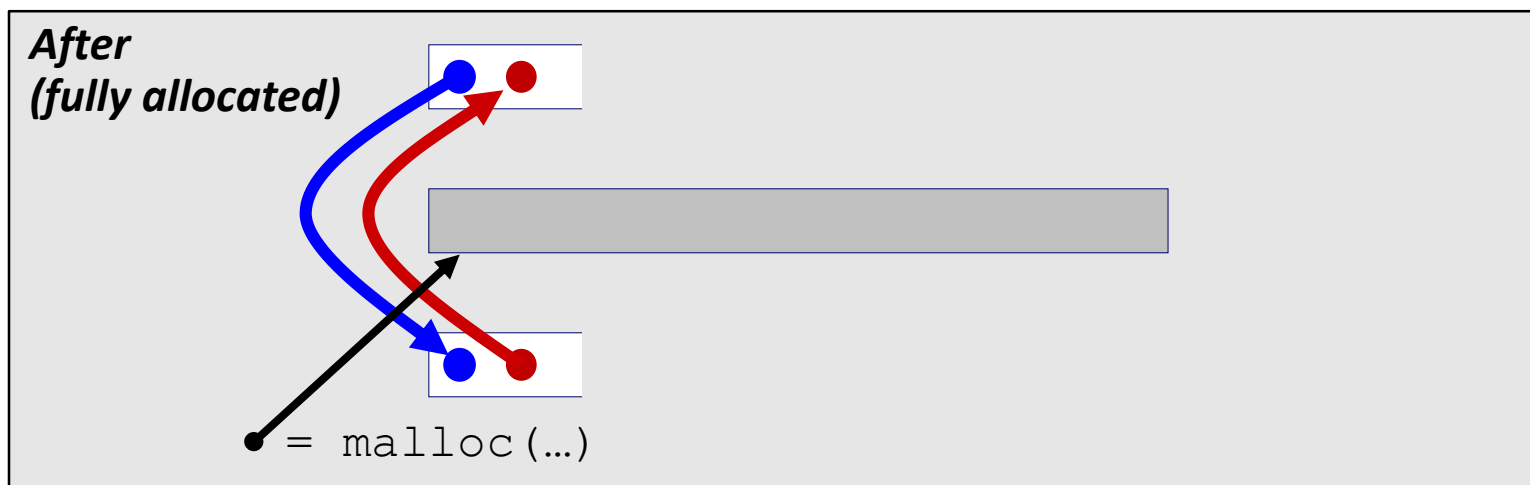 After
(fully allocated)
= malloc(…)